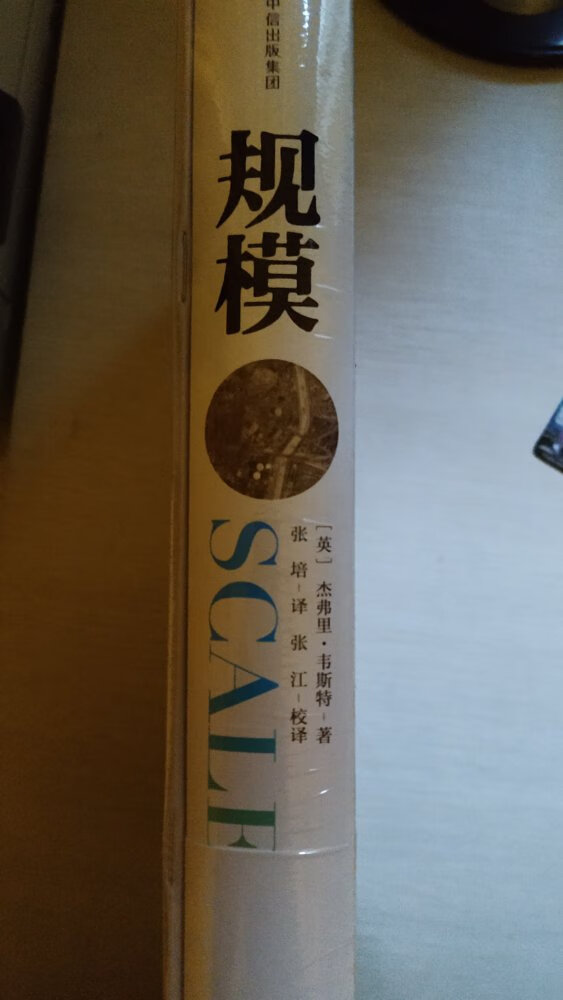 中信出版集团
规模
SCALE
[英] 杰弗里·韦斯特-著
张 培-译 张 江-校译